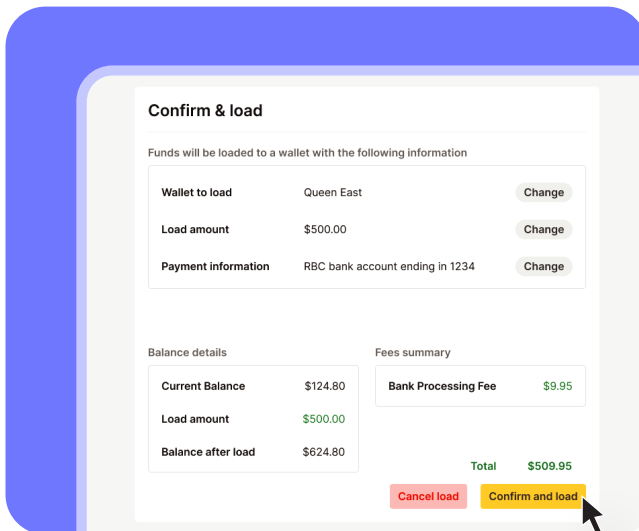 Confirm & load
Funds will be loaded to a wallet with the following information
Wallet to load Queen East Change
Load amount $500.00 Change
Payment information RBC bank account ending in 1234 Change
Balance details
Current Balance $124.80
Load amount $500.00
Balance after load $624.80
Fees summary
Bank Processing Fee $9.95
Total $509.95
Cancel load Confirm and load